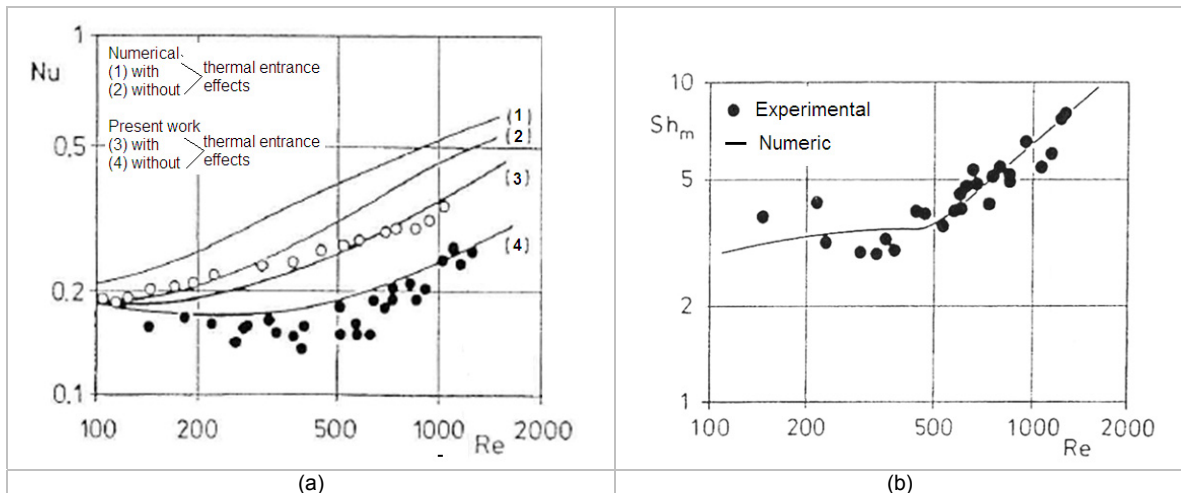 1
Nu
Numerical
(1) with
(2) without
thermal entrance
effects
Present work
(3) with
(4) without
thermal entrance
effects
(1)
(2)
0.5
(3)
(4)
0.2
0.1
100
200
500
1000
2000
Re
(a)
10
Sh m
Experimental
Numeric
5
2
1
100
200
500
1000
2000
Re
(b)